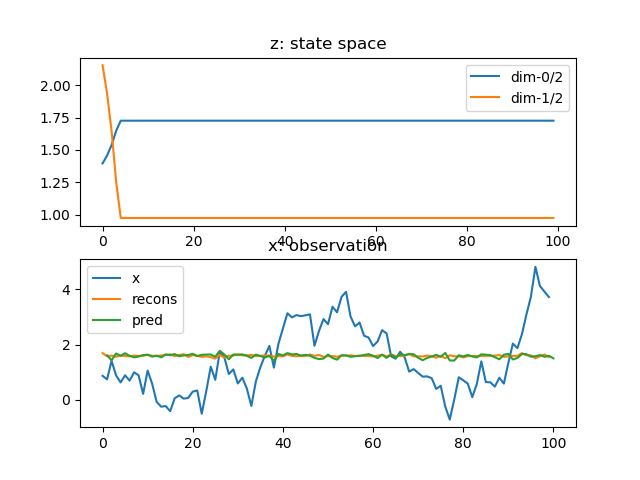 z: state space
2.00
1.75
1.50
1.25
1.00
dim-0/2
dim-1/2
0 20 40 60 80 100
x: observation
4
2
0
x
recons
pred
0 20 40 60 80 100